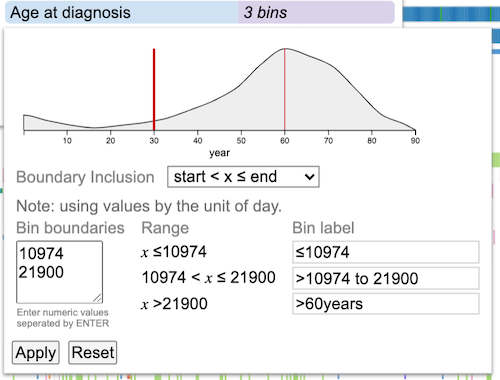 Age at diagnosis 3 bins
10 20 30 40 50 60 70 80 90
year
Boundary Inclusion start < x ≤ end
Note: using values by the unit of day.
Bin boundaries Range Bin label
10974 x ≤10974 ≤10974
21900 10974 < x ≤ 21900 >10974 to 21900
x >21900 >60years
Enter numeric values
seperated by ENTER
Apply Reset